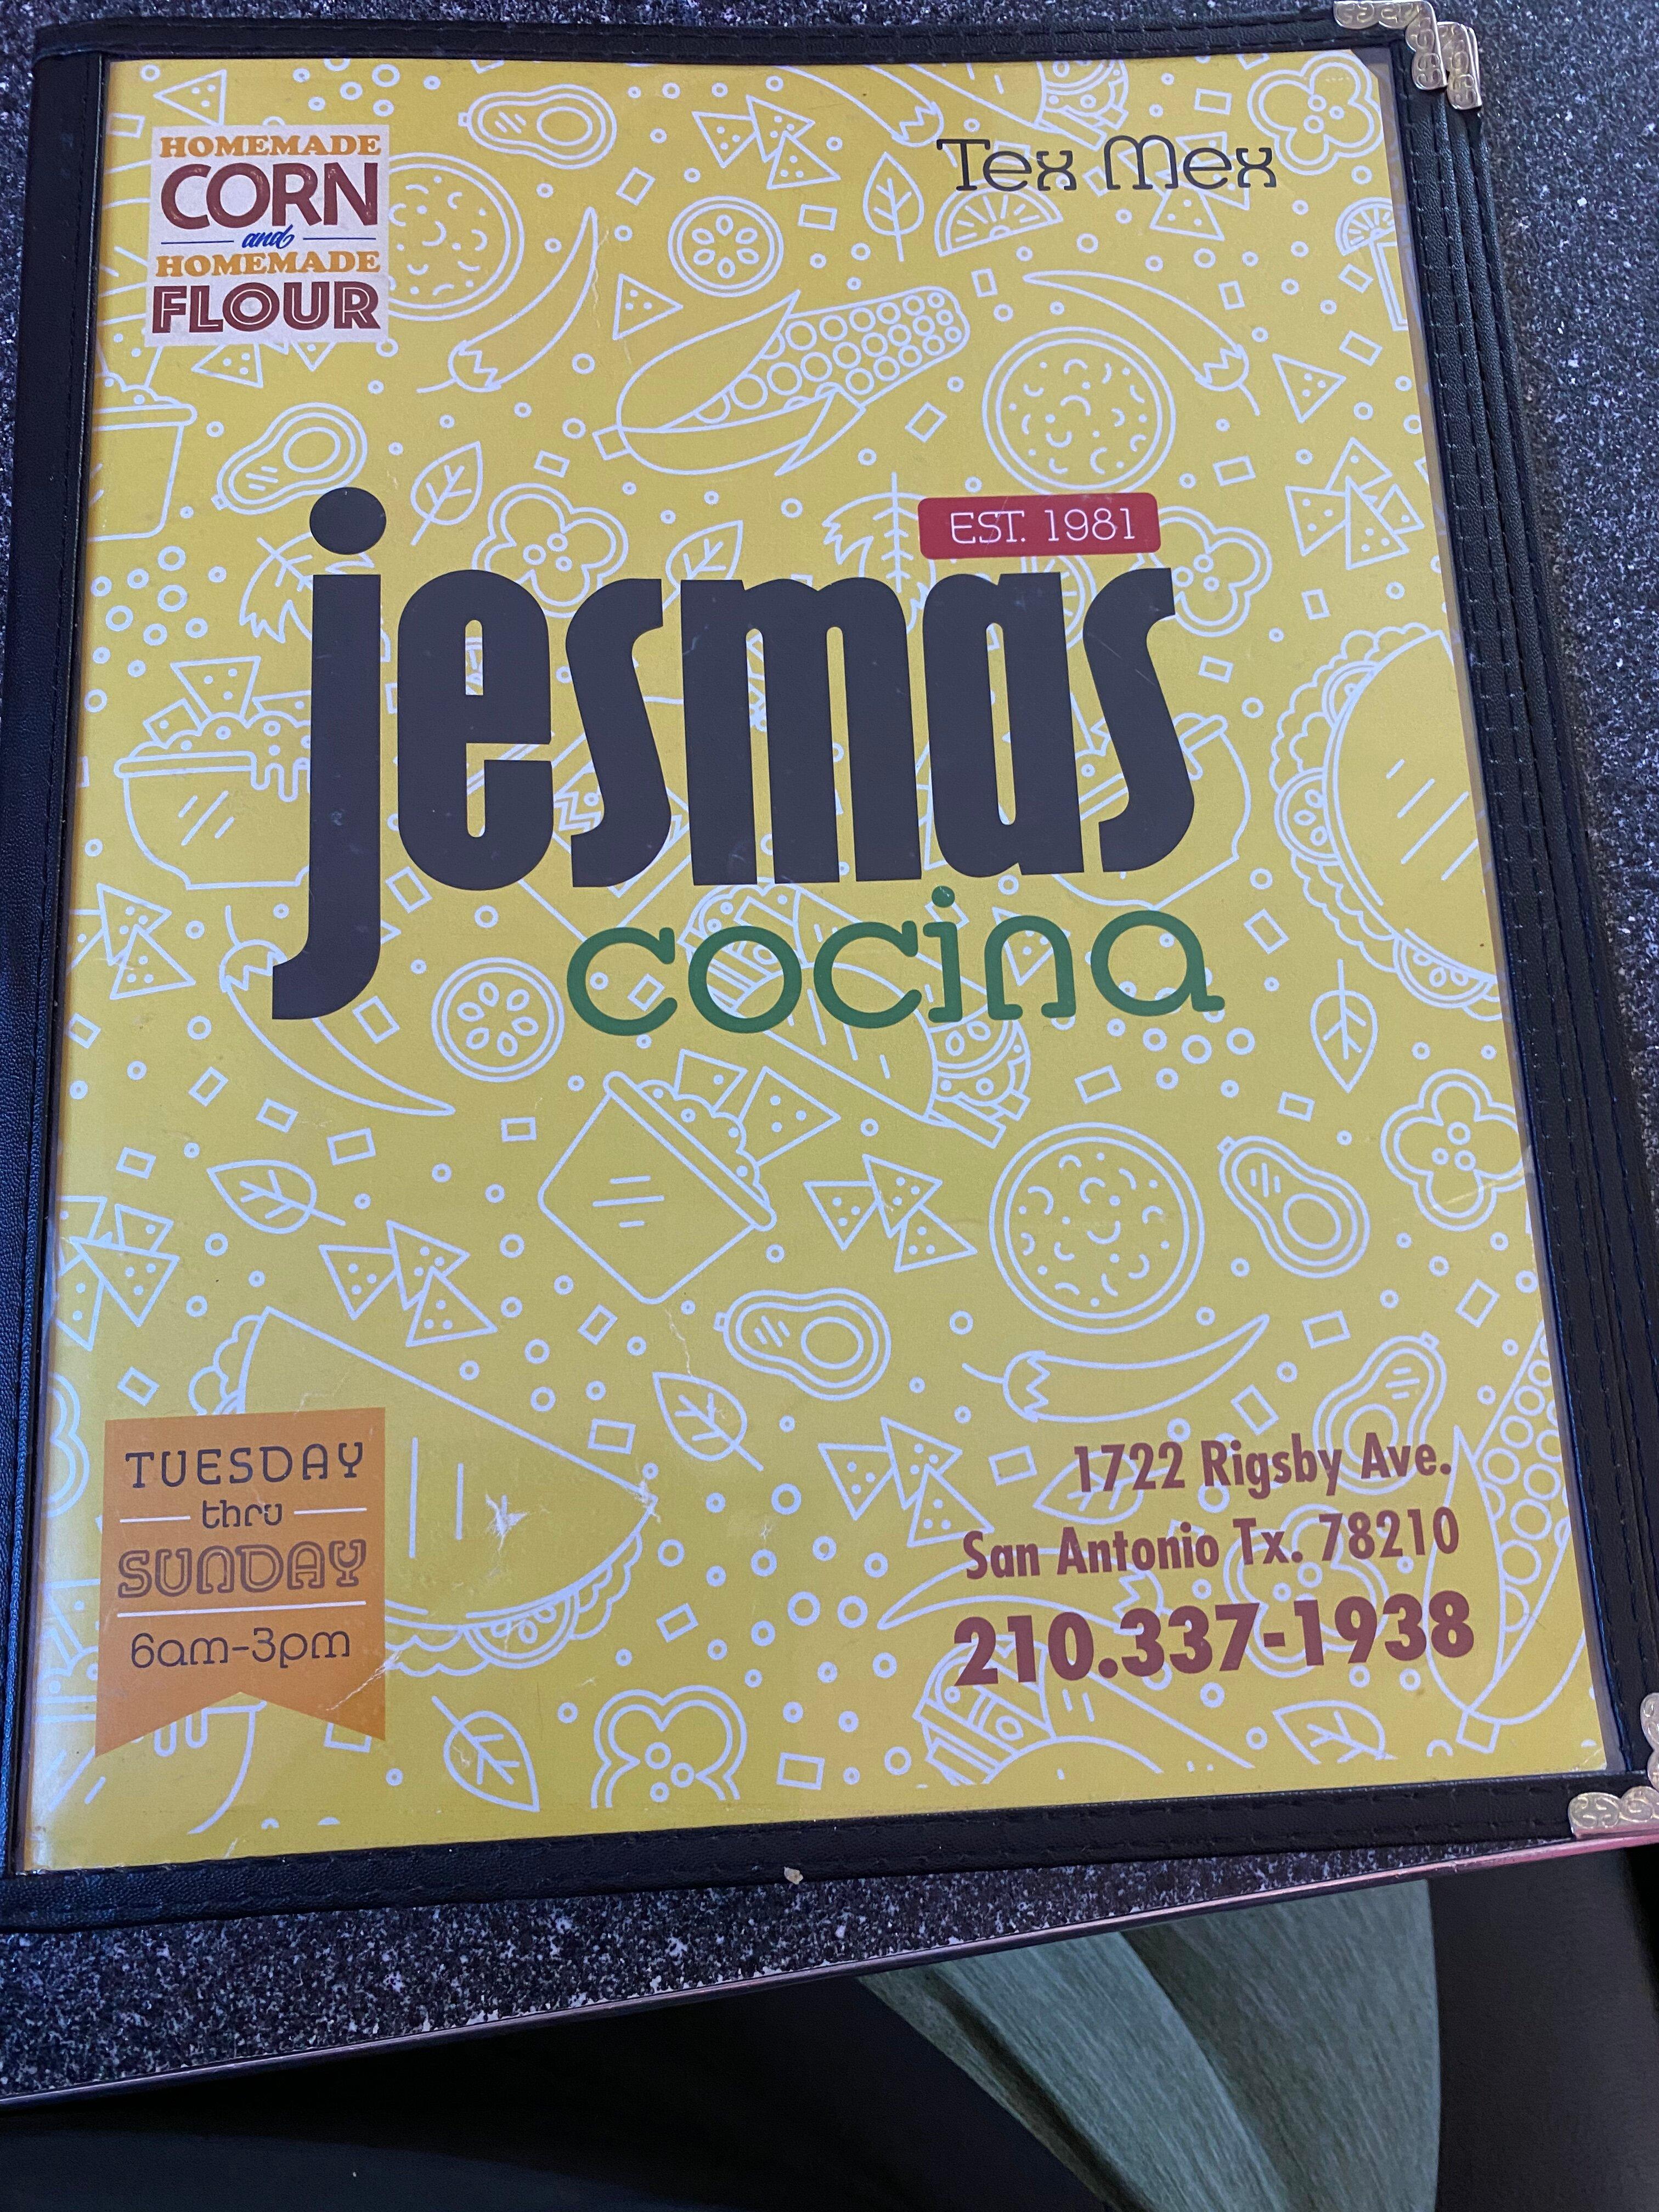 HOMEMADE
CORN
and
HOMEMADE
FLOUR
Tex Mex
EST. 1981
jesmas
cocina
TUESDAY
thru
SUNDAY
6am-3pm
1722 Rigsby Ave.
San Antonio Tx. 78210
210.337-1938